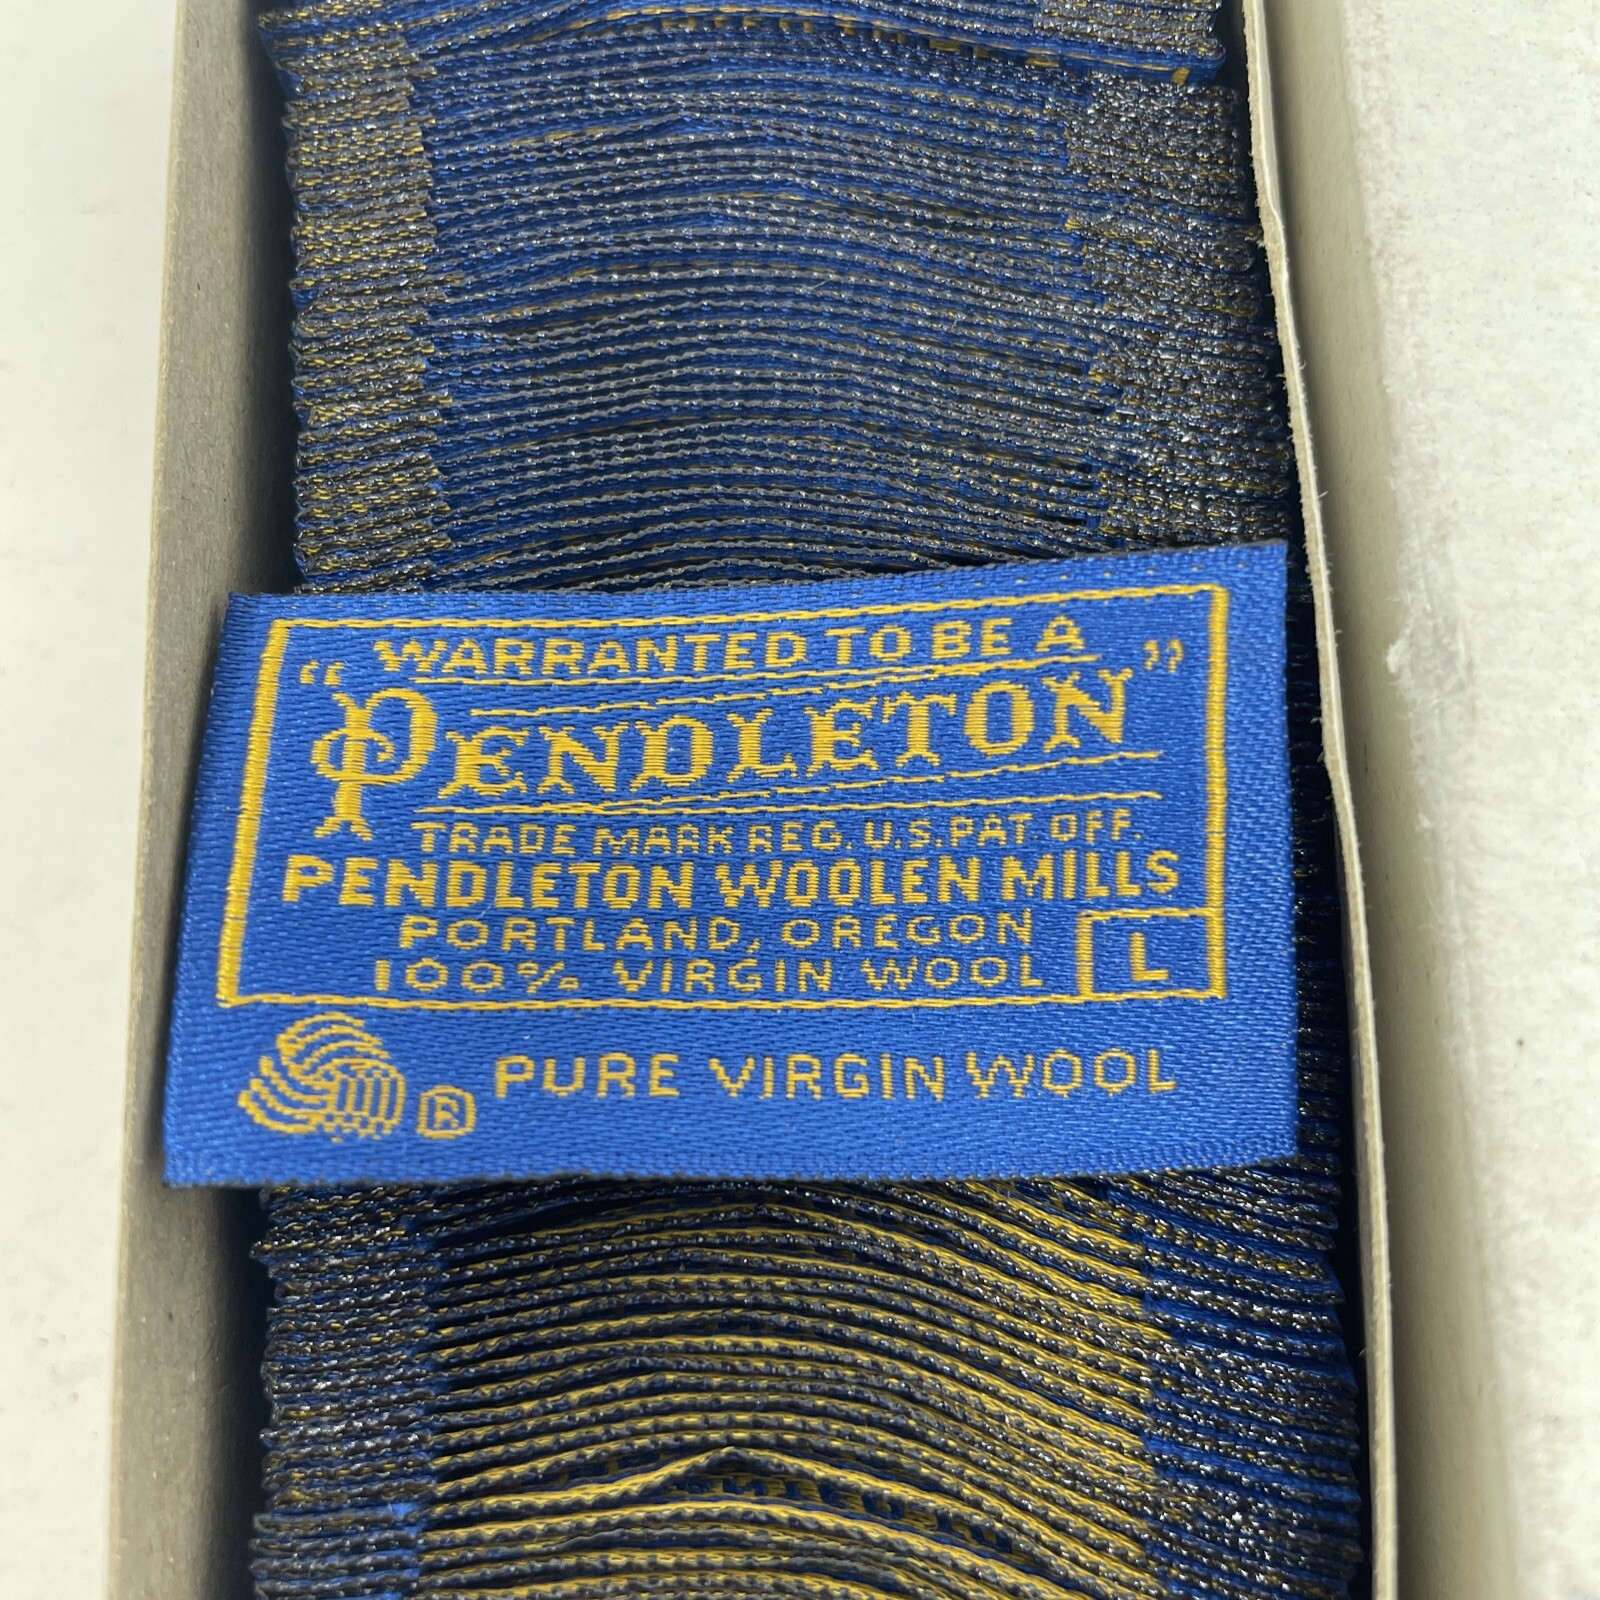 WARRANTED TO BE A
"PENDLETON"
TRADE MARK REG. U.S. PAT. OFF.
PENDLETON WOOLEN MILLS
PORTLAND, OREGON
100% VIRGIN WOOL
L
® PURE VIRGIN WOOL